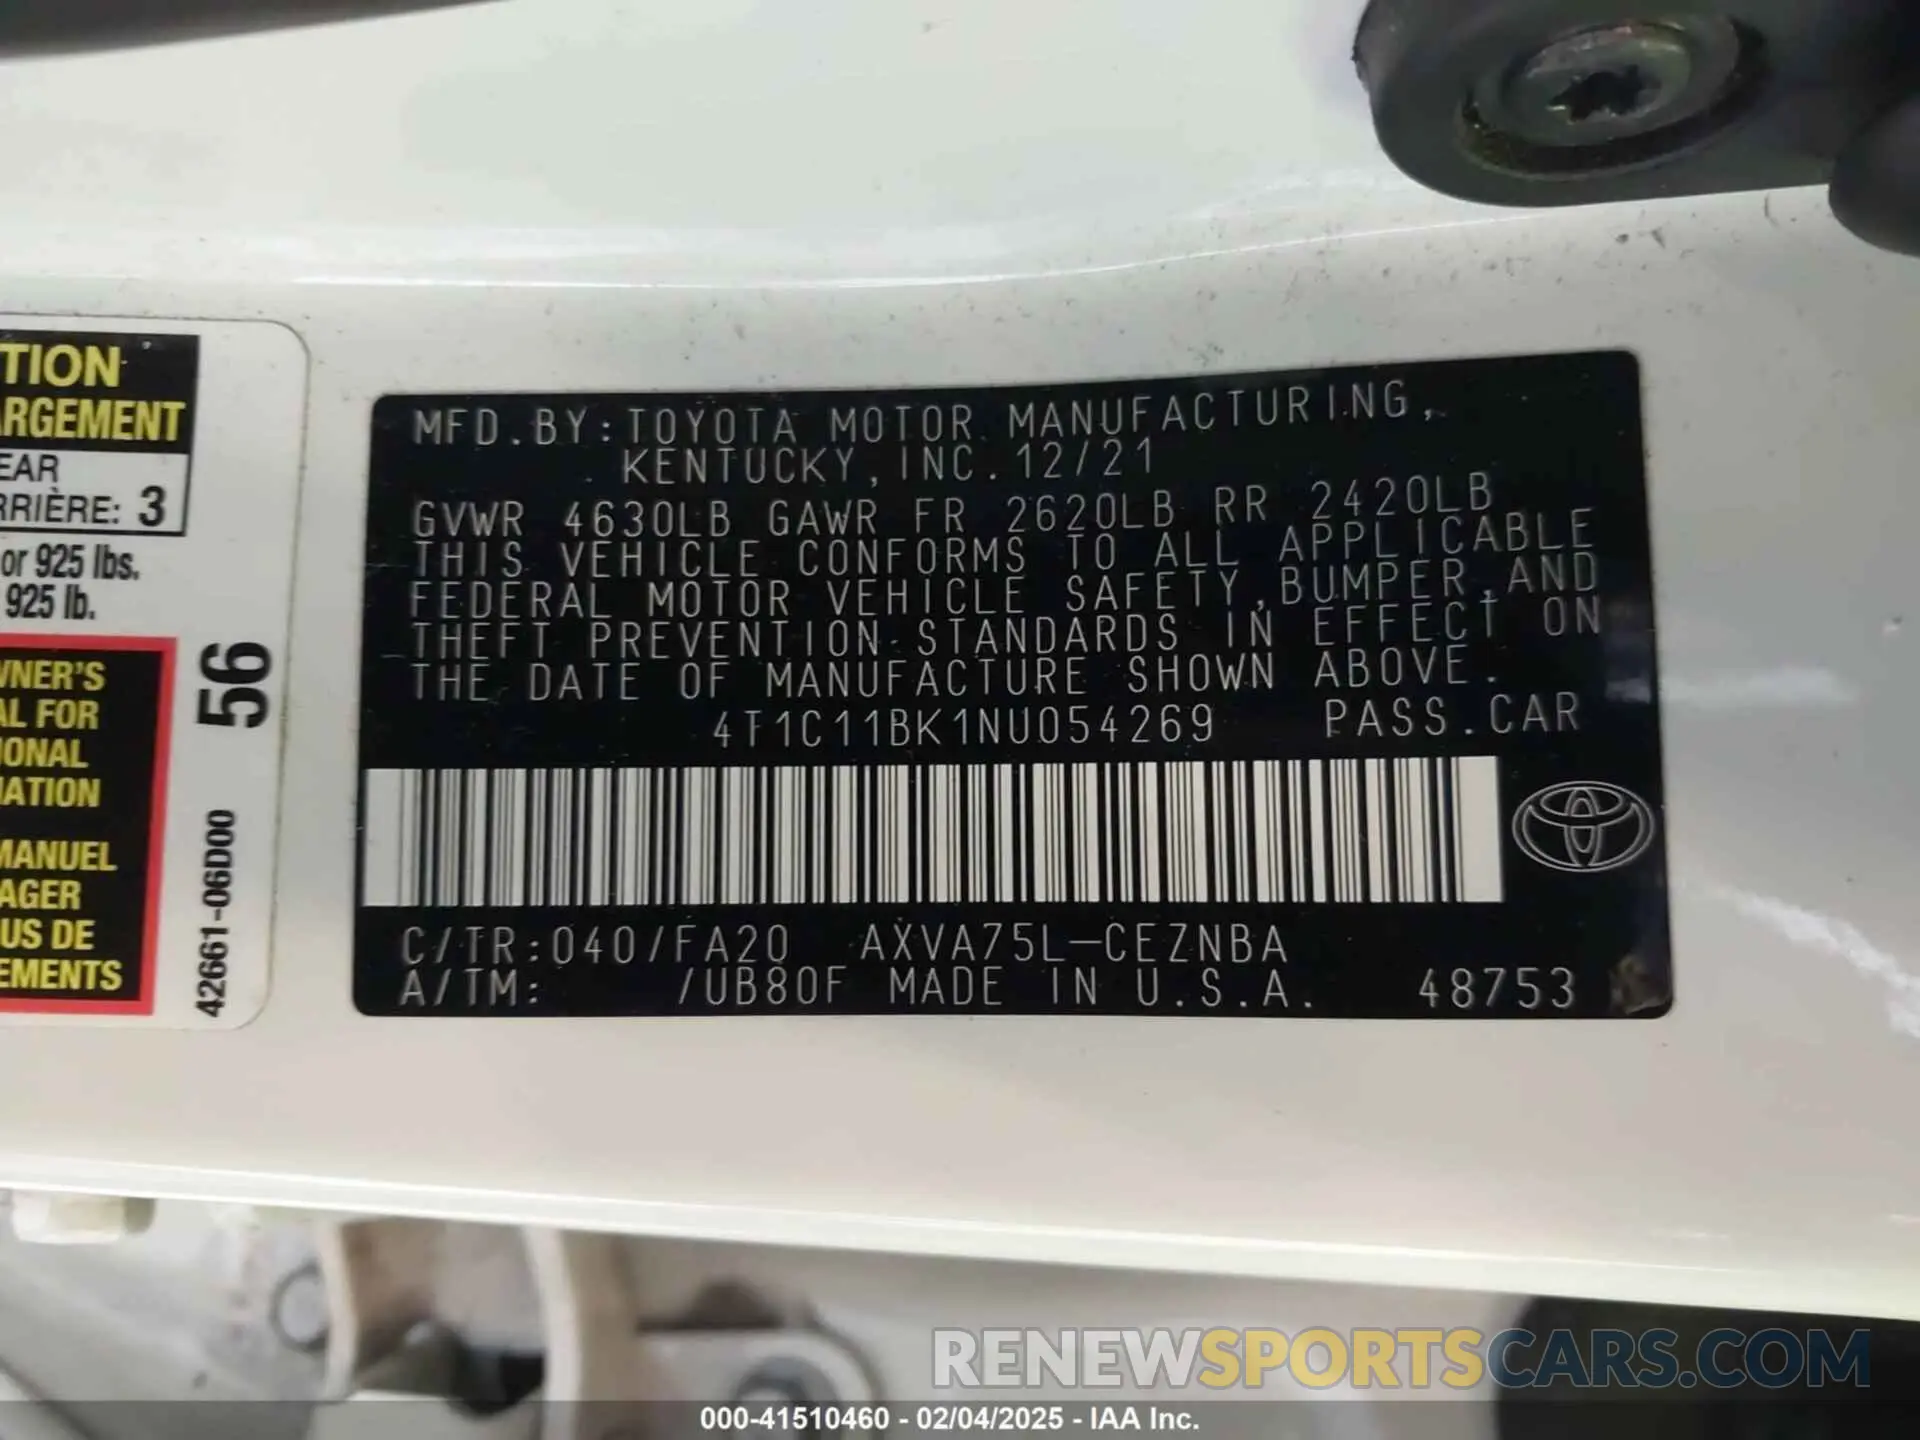 TION
ARGEMENT
EAR
RRIÈRE: 3
or 925 lbs.
925 lb.
WNER'S
AL FOR
IONAL
MATION
MANUEL
AGER
US DE
EMENTS
56
42661-06D00
MFD.BY:TOYOTA MOTOR MANUFACTURING,
KENTUCKY,INC.12/21
GVWR 4630LB GAWR FR 2620LB RR 2420LB
THIS VEHICLE CONFORMS TO ALL APPLICABLE
FEDERAL MOTOR VEHICLE SAFETY,BUMPER,AND
THEFT PREVENTION STANDARDS IN EFFECT ON
THE DATE OF MANUFACTURE SHOWN ABOVE.
4T1C11BK1NU054269 PASS.CAR
C/TR:040/FA20 AXVA75L-CEZNBA
A/TM: /UB80F MADE IN U.S.A. 48753
RENEWSPORTSCARS.COM
000-41510460 - 02/04/2025 - IAA Inc.